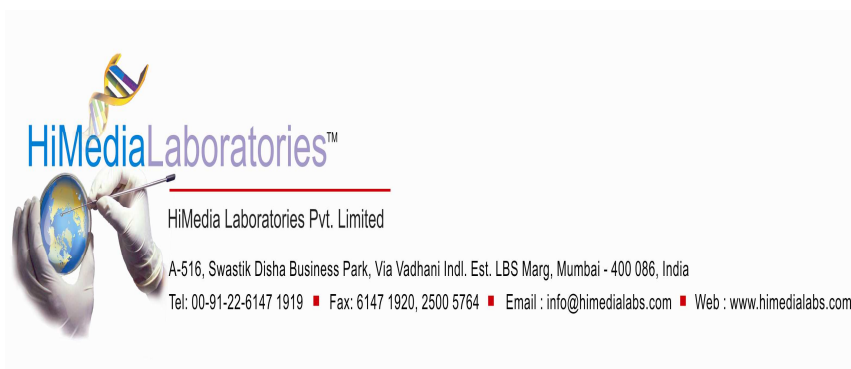 HiMediaLaboratories™
HiMedia Laboratories Pvt. Limited
A-516, Swastik Disha Business Park, Via Vadhani Indl. Est. LBS Marg, Mumbai - 400 086, India
Tel: 00-91-22-6147 1919 ■ Fax: 6147 1920, 2500 5764 ■ Email : info@himedialabs.com ■ Web : www.himedialabs.com